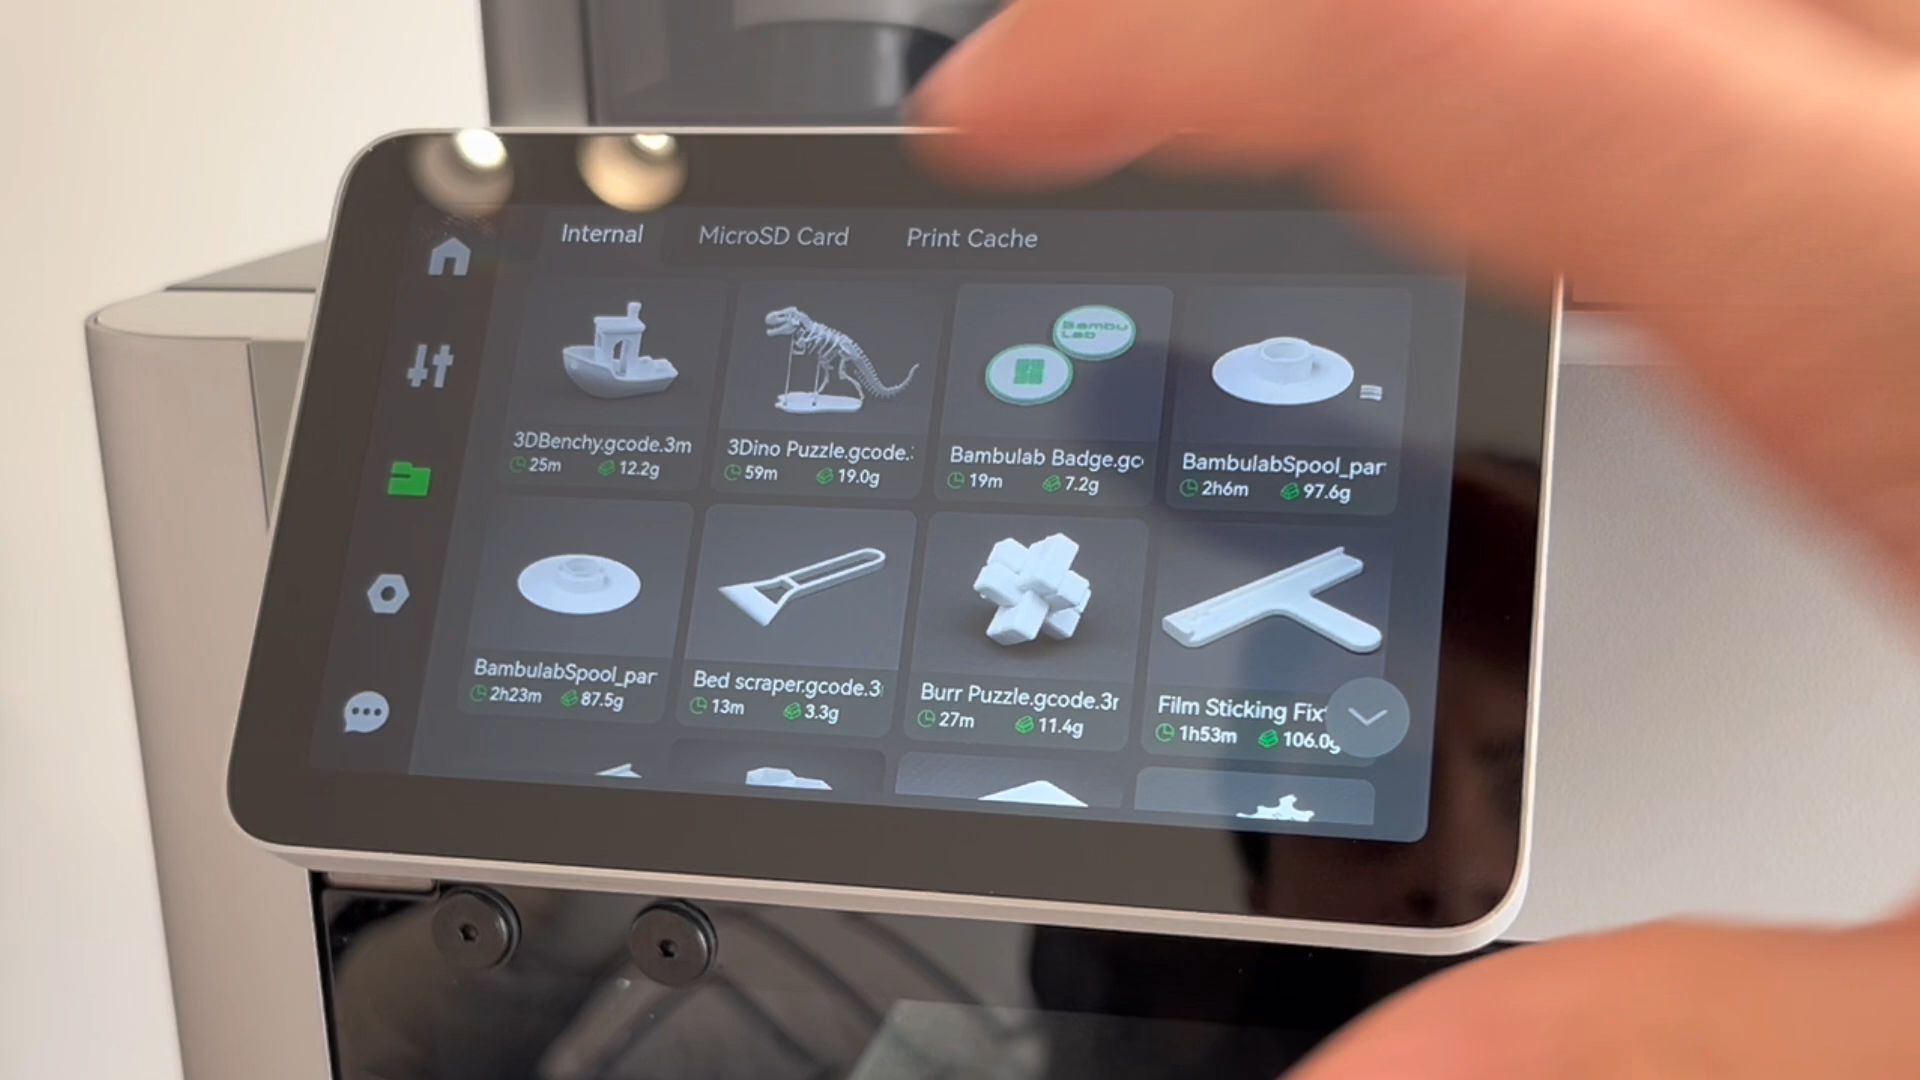 Internal MicroSD Card Print Cache
Bambu
Lab
3DBenchy.gcode.3m
25m 12.2g
3Dino Puzzle.gcode.
59m 19.0g
Bambulab Badge.gc
19m 7.2g
BambulabSpool_par
2h6m 97.6g
BambulabSpool_par
2h23m 87.5g
Bed scraper.gcode.3
13m 3.3g
Burr Puzzle.gcode.3r
27m 11.4g
Film Sticking Fix
1h53m 106.0g